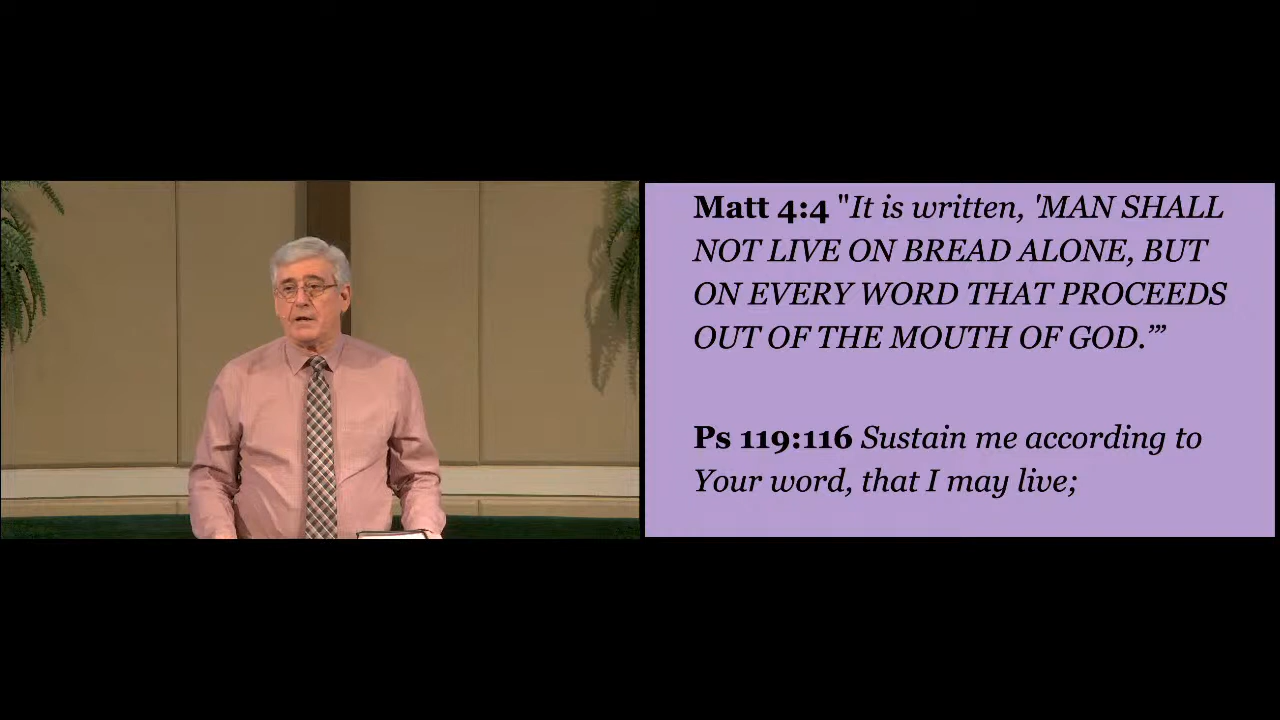 Matt 4:4 "It is written, 'MAN SHALL
NOT LIVE ON BREAD ALONE, BUT
ON EVERY WORD THAT PROCEEDS
OUT OF THE MOUTH OF GOD.’”
Ps 119:116 Sustain me according to
Your word, that I may live;